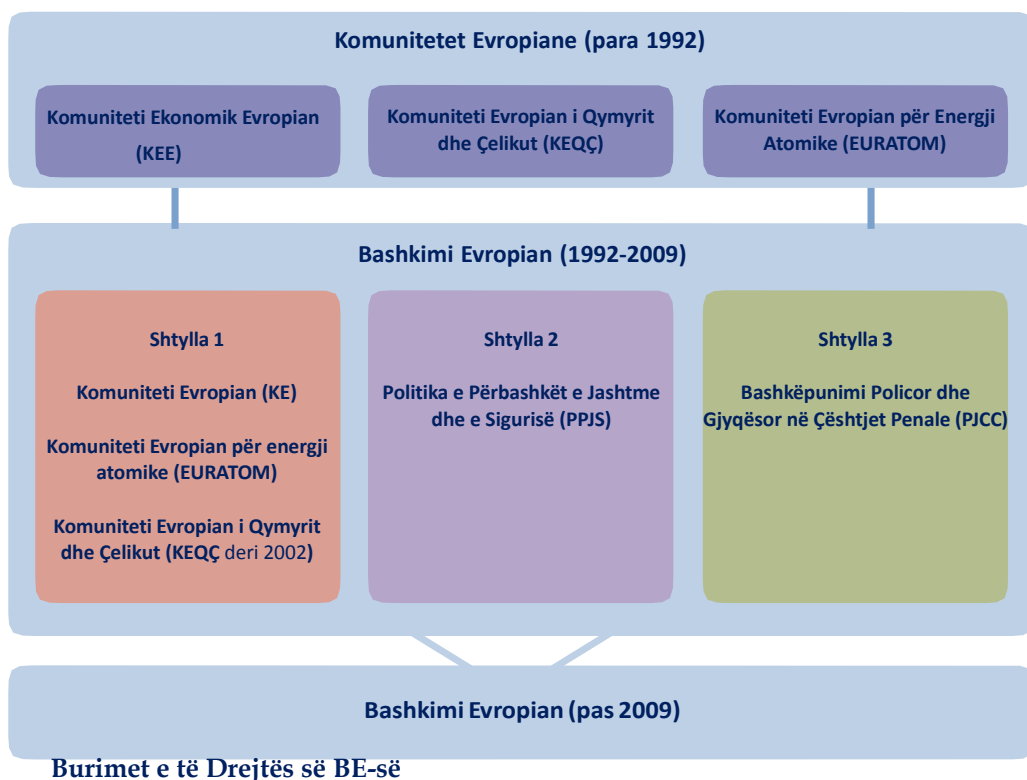 Komunitetet Evropiane (para 1992)
Komuniteti Ekonomik Evropian
(KEE)
Komuniteti Evropian i Qymyrit
dhe Çelikut (KEQÇ)
Komuniteti Evropian për Energji
Atomike (EURATOM)
Bashkimi Evropian (1992-2009)
Shtylla 1
Komuniteti Evropian (KE)
Komuniteti Evropian për energji
atomike (EURATOM)
Komuniteti Evropian i Qymyrit
dhe Çelikut (KEQÇ deri 2002)
Shtylla 2
Politika e Përbashkët e Jashtme
dhe e Sigurisë (PPJS)
Shtylla 3
Bashkëpunimi Policor dhe
Gjyqësor në Çështjet Penale (PJCC)
Bashkimi Evropian (pas 2009)
Burimet e të Drejtës së BE-së